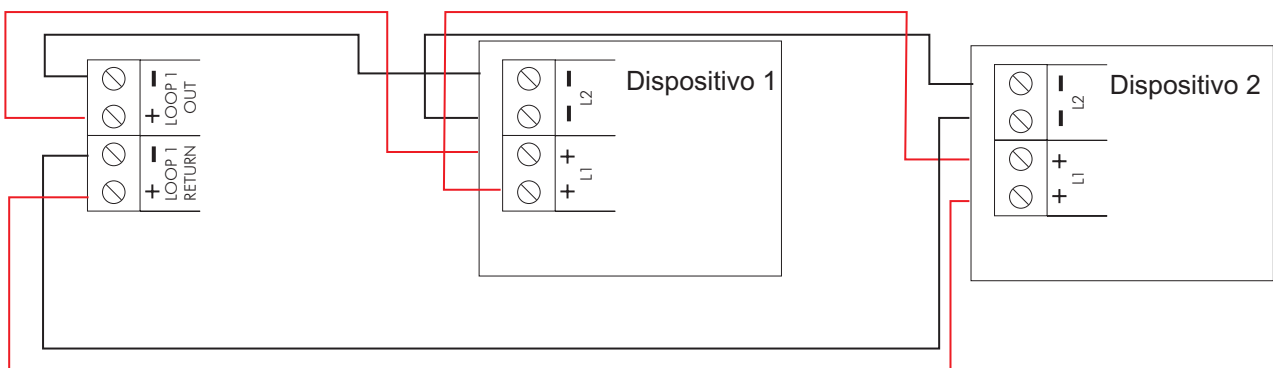 -
+
LOOP 1
OUT
-
+
LOOP 1
RETURN
Dispositivo 1
-
-
L2
+
+
L1
Dispositivo 2
-
-
L2
+
+
L1